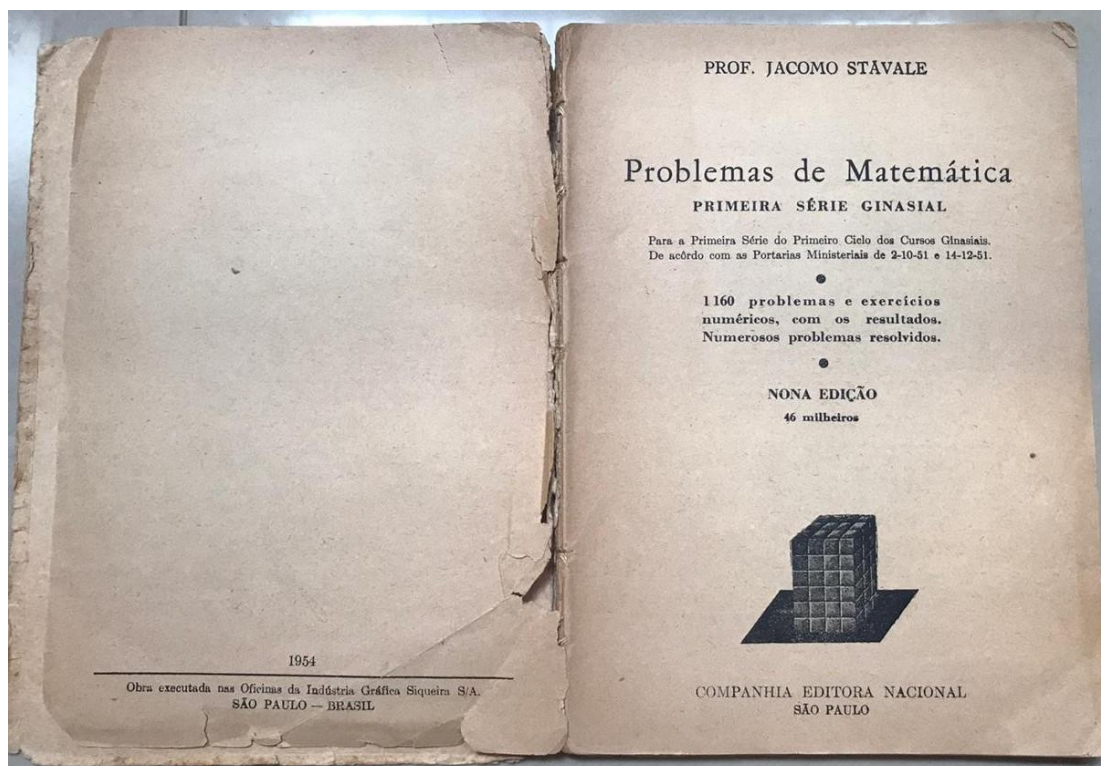 1954
Obra executada nas Oficinas da Indústria Gráfica Siqueira S/A.
SÃO PAULO — BRASIL
PROF. JACOMO STÁVALE
Problemas de Matemática
PRIMEIRA SÉRIE GINASIAL
Para a Primeira Série do Primeiro Ciclo dos Cursos Ginasiais.
De acôrdo com as Portarias Ministeriais de 2-10-51 e 14-12-51.
1160 problemas e exercícios
numéricos, com os resultados.
Numerosos problemas resolvidos.
NONA EDIÇÃO
46 milheiros
COMPANHIA EDITORA NACIONAL
SÃO PAULO